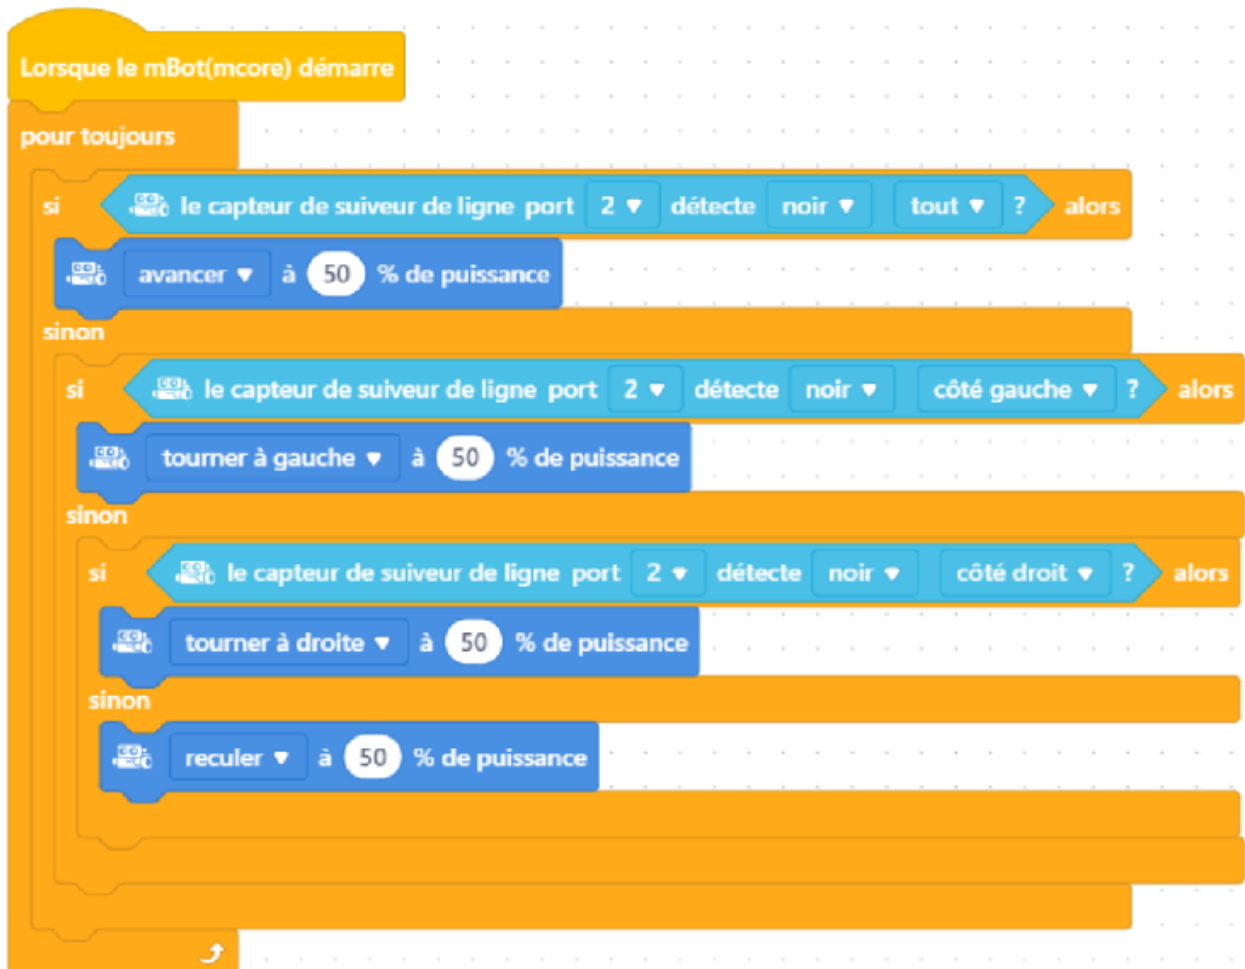 Lorsque le mBot(mcore) démarre
pour toujours
si le capteur de suiveur de ligne port 2 détecte noir tout ? alors
avancer à 50 % de puissance
sinon
si le capteur de suiveur de ligne port 2 détecte noir côté gauche ? alors
tourner à gauche à 50 % de puissance
sinon
si le capteur de suiveur de ligne port 2 détecte noir côté droit ? alors
tourner à droite à 50 % de puissance
sinon
reculer à 50 % de puissance